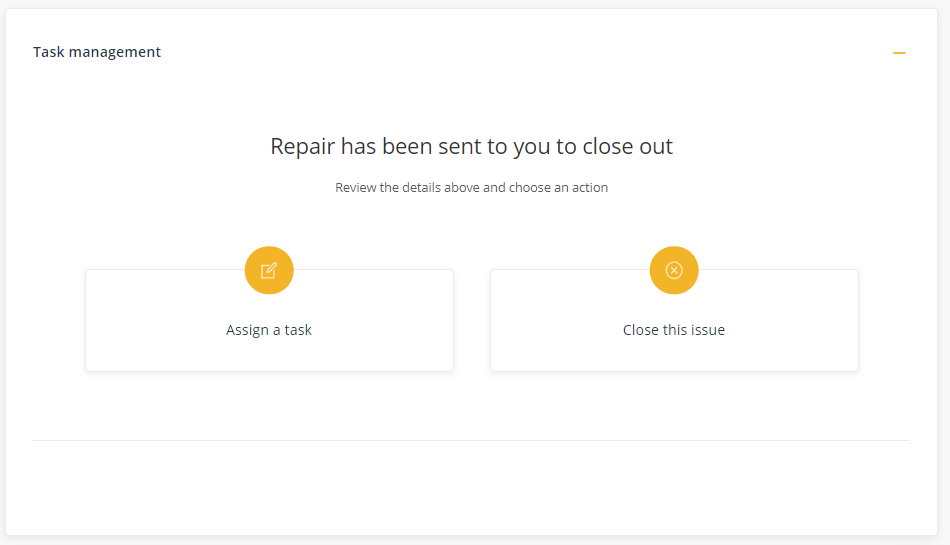 Task management
Repair has been sent to you to close out
Review the details above and choose an action
Assign a task
Close this issue